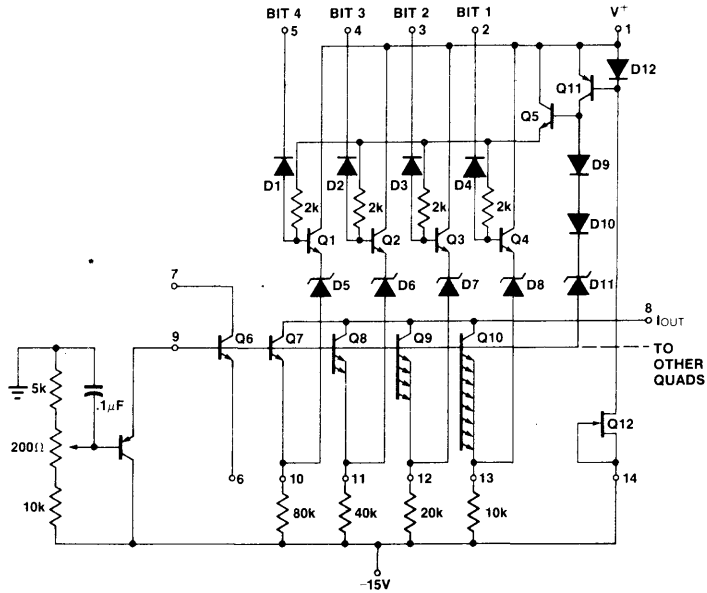 BIT 4 BIT 3 BIT 2 BIT 1 V+
5 4 3 2 1
D12
Q11
Q5
D1 D2 D3 D4 D9
2k 2k 2k 2k
D10
Q1 Q2 Q3 Q4
7 D5 D6 D7 D8 D11
8 IOUT
9 Q6 Q7 Q8 Q9 Q10
TO
OTHER
QUADS
5k .1μF
Q12
200Ω
6 10 11 12 13 14
10k 80k 40k 20k 10k
-15V